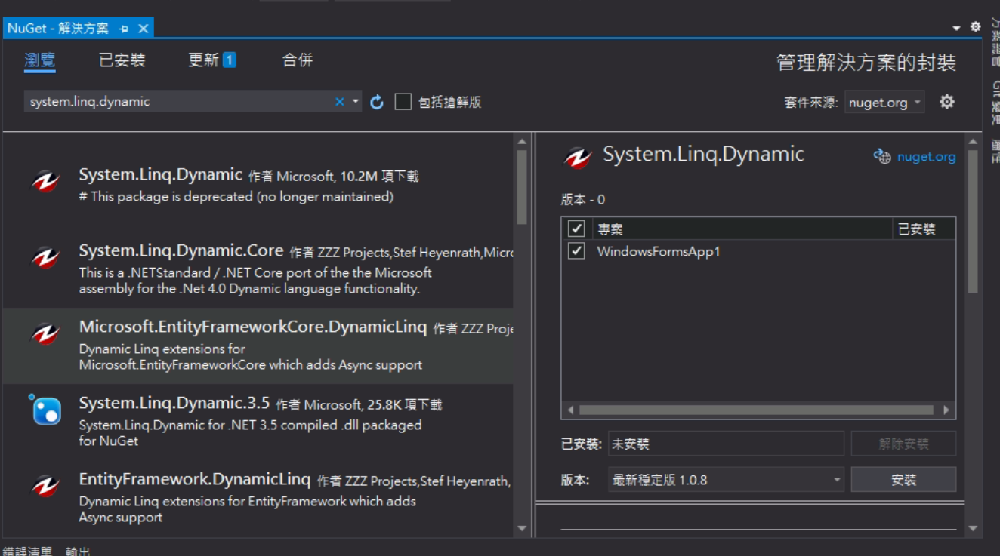 NuGet - 解決方案
瀏覽 已安裝 更新 1 合併
管理解決方案的封裝
system.linq.dynamic
包括搶鮮版
套件來源: nuget.org
System.Linq.Dynamic 作者 Microsoft, 10.2M 項下載
# This package is deprecated (no longer maintained)
System.Linq.Dynamic.Core 作者 ZZZ Projects,Stef Heyenrath,Micro
This is a .NETStandard / .NET Core port of the the Microsoft
assembly for the .Net 4.0 Dynamic language functionality.
Microsoft.EntityFrameworkCore.DynamicLinq 作者 ZZZ Proje
Dynamic Linq extensions for
Microsoft.EntityFrameworkCore which adds Async support
System.Linq.Dynamic.3.5 作者 Microsoft, 25.8K 項下載
System.Linq.Dynamic for .NET 3.5 compiled .dll packaged
for NuGet
EntityFramework.DynamicLinq 作者 ZZZ Projects,Stef Heyenrath,
Dynamic Linq extensions for EntityFramework which adds
Async support
System.Linq.Dynamic
nuget.org
版本 - 0
專案 已安裝
WindowsFormsApp1
已安裝: 未安裝 解除安裝
版本: 最新穩定版 1.0.8 安裝
錯誤清單 輸出